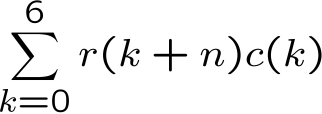 \sum_{k=0}^{6} r(k+n)c(k)